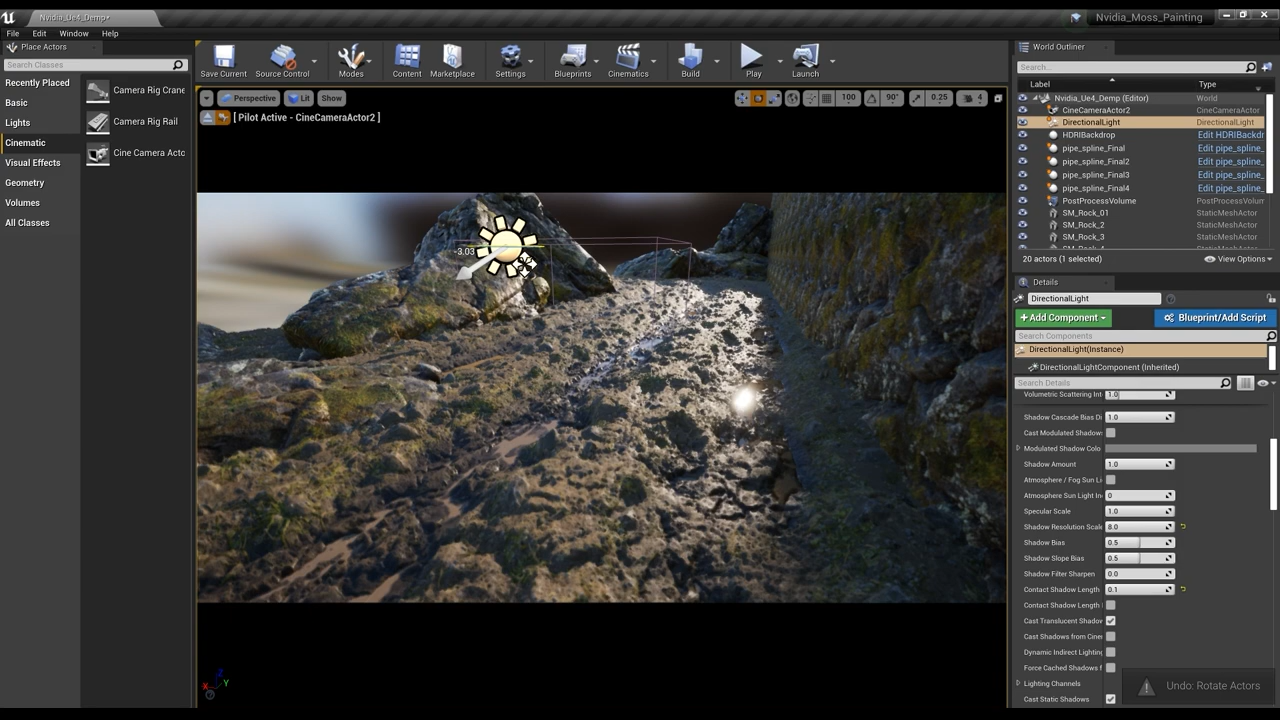 Nvidia_Ue4_Demp*
Nvidia_Moss_Painting
File Edit Window Help
Place Actors
Search Classes
Recently Placed
Basic
Lights
Cinematic
Visual Effects
Geometry
Volumes
All Classes
Camera Rig Crane
Camera Rig Rail
Cine Camera Acto
Save Current
Source Control
Modes
Content
Marketplace
Settings
Blueprints
Cinematics
Build
Play
Launch
Perspective
Lit
Show
100
90°
0.25
4
[ Pilot Active - CineCameraActor2 ]
-3.03
X
Z
Y
World Outliner
Search...
Label Type
Nvidia_Ue4_Demp (Editor) World
CineCameraActor2 CineCameraActor
DirectionalLight DirectionalLight
HDRIBackdrop Edit HDRIBackdr
pipe_spline_Final Edit pipe_spline_
pipe_spline_Final2 Edit pipe_spline_
pipe_spline_Final3 Edit pipe_spline_
pipe_spline_Final4 Edit pipe_spline_
PostProcessVolume PostProcessVolum
SM_Rock_01 StaticMeshActor
SM_Rock_2 StaticMeshActor
SM_Rock_3 StaticMeshActor
20 actors (1 selected)
View Options
Details
DirectionalLight
+Add Component
Blueprint/Add Script
Search Components
DirectionalLight(Instance)
DirectionalLightComponent (Inherited)
Search Details
Volumetric Scattering Int 1.0
Shadow Cascade Bias Di 1.0
Cast Modulated Shadow
Modulated Shadow Colo
Shadow Amount 1.0
Atmosphere / Fog Sun Li
Atmosphere Sun Light In 0
Specular Scale 1.0
Shadow Resolution Scale 8.0
Shadow Bias 0.5
Shadow Slope Bias 0.5
Shadow Filter Sharpen 0.0
Contact Shadow Length 0.1
Contact Shadow Length
Cast Translucent Shadow
Cast Shadows from Cine
Dynamic Indirect Lighting
Force Cached Shadows f
Lighting Channels
Cast Static Shadows
Undo: Rotate Actors